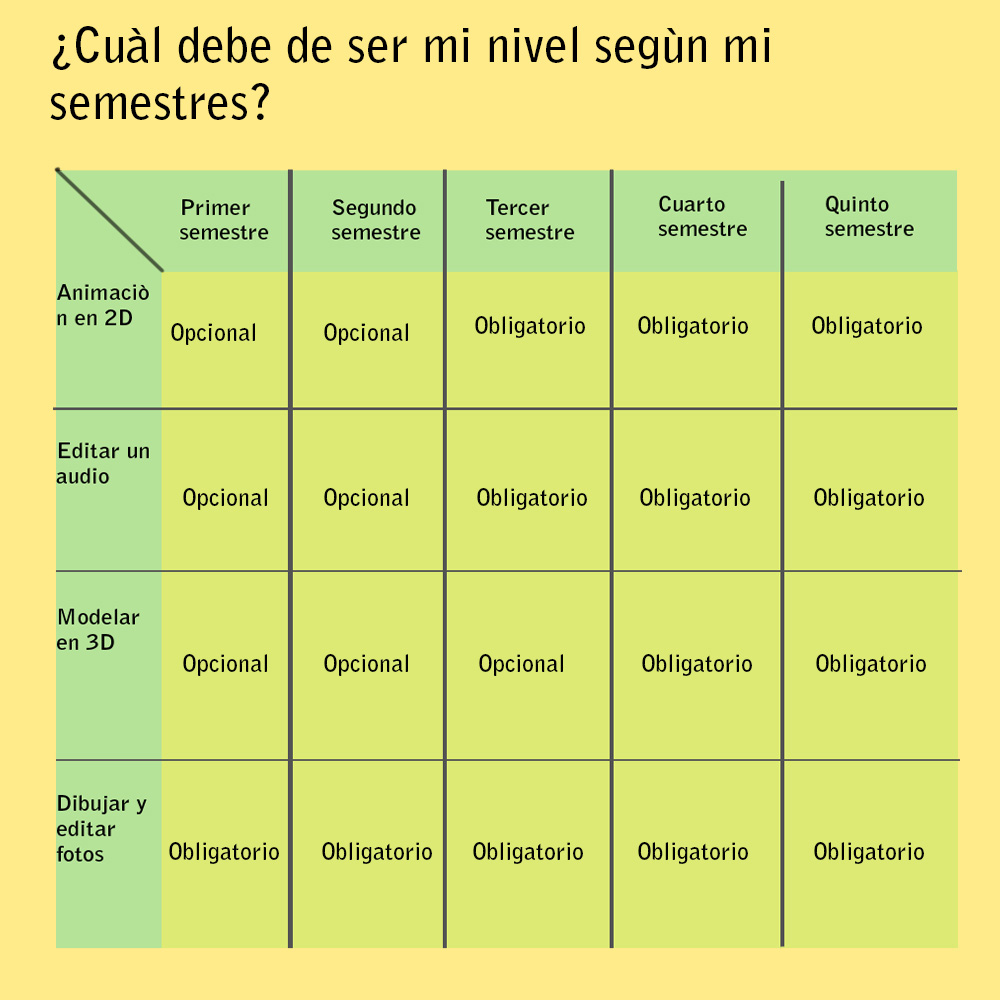 ¿Cuàl debe de ser mi nivel segùn mi
semestres?
Primer
semestre
Segundo
semestre
Tercer
semestre
Cuarto
semestre
Quinto
semestre
Animaciò
n en 2D
Opcional
Opcional
Obligatorio
Obligatorio
Obligatorio
Editar un
audio
Opcional
Opcional
Obligatorio
Obligatorio
Obligatorio
Modelar
en 3D
Opcional
Opcional
Opcional
Obligatorio
Obligatorio
Dibujar y
editar
fotos
Obligatorio
Obligatorio
Obligatorio
Obligatorio
Obligatorio